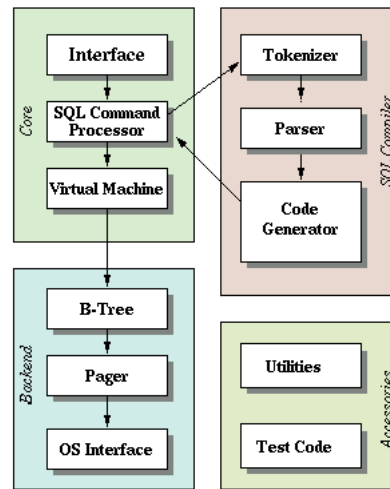 Core
Interface
SQL Command
Processor
Virtual Machine
SQL Compiler
Tokenizer
Parser
Code
Generator
Backend
B-Tree
Pager
OS Interface
Accessories
Utilities
Test Code